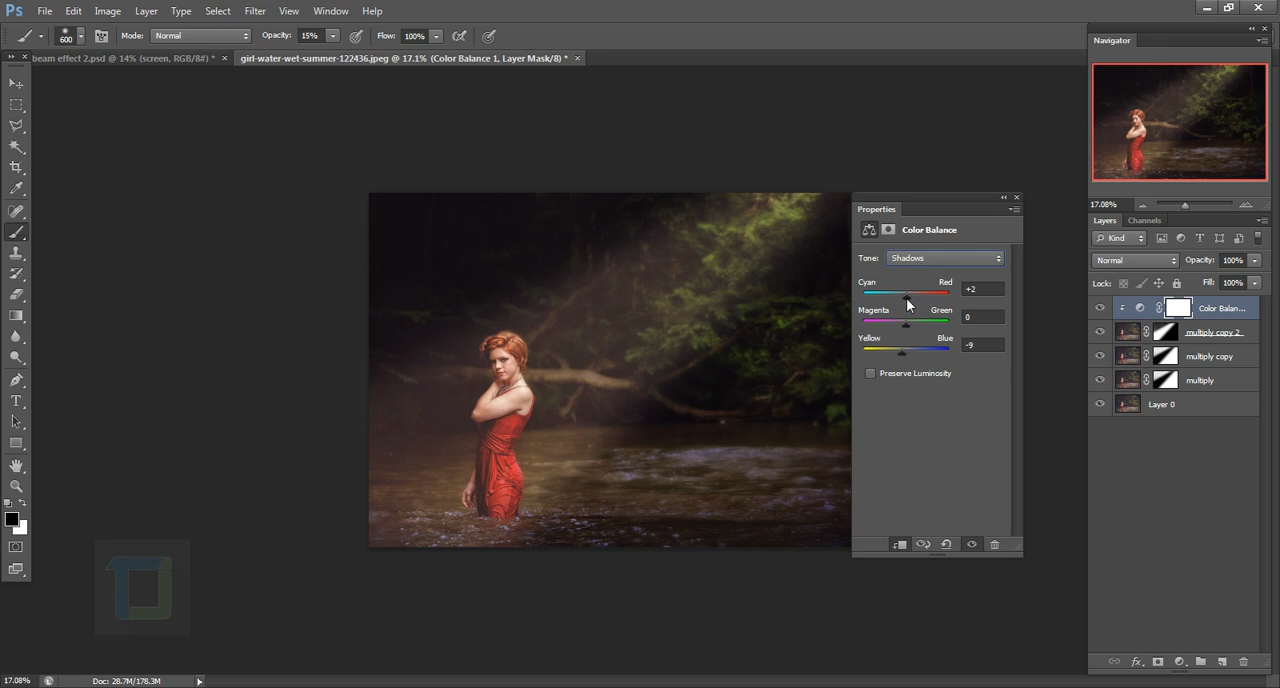 Ps File Edit Image Layer Type Select Filter View Window Help
600 Mode: Normal Opacity: 15% Flow: 100%
beam effect 2.psd @ 14% (screen, RGB/8#) * × girl-water-wet-summer-122436.jpeg @ 17.1% (Color Balance 1, Layer Mask/8) * ×
Navigator
17.08%
Layers Channels
Kind
Normal Opacity: 100%
Lock: Fill: 100%
Color Balan...
multiply copy 2
multiply copy
multiply
Layer 0
Properties
Color Balance
Tone: Shadows
Cyan Red +2
Magenta Green 0
Yellow Blue -9
Preserve Luminosity
17.08% Doc: 28.7M/178.3M